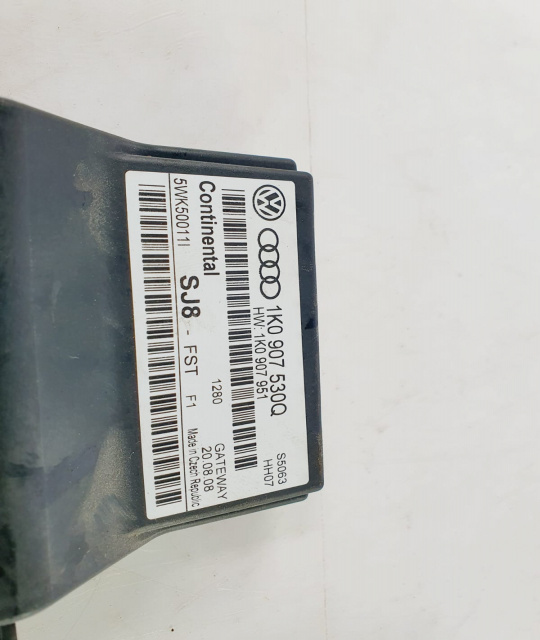 1K0 907 530Q S5063
HW: 1K0 907 951 HH07
GATEWAY
Continental 1280 20.08.08
5WK50011I SJ8 - FST F1 Made in Czech Republic